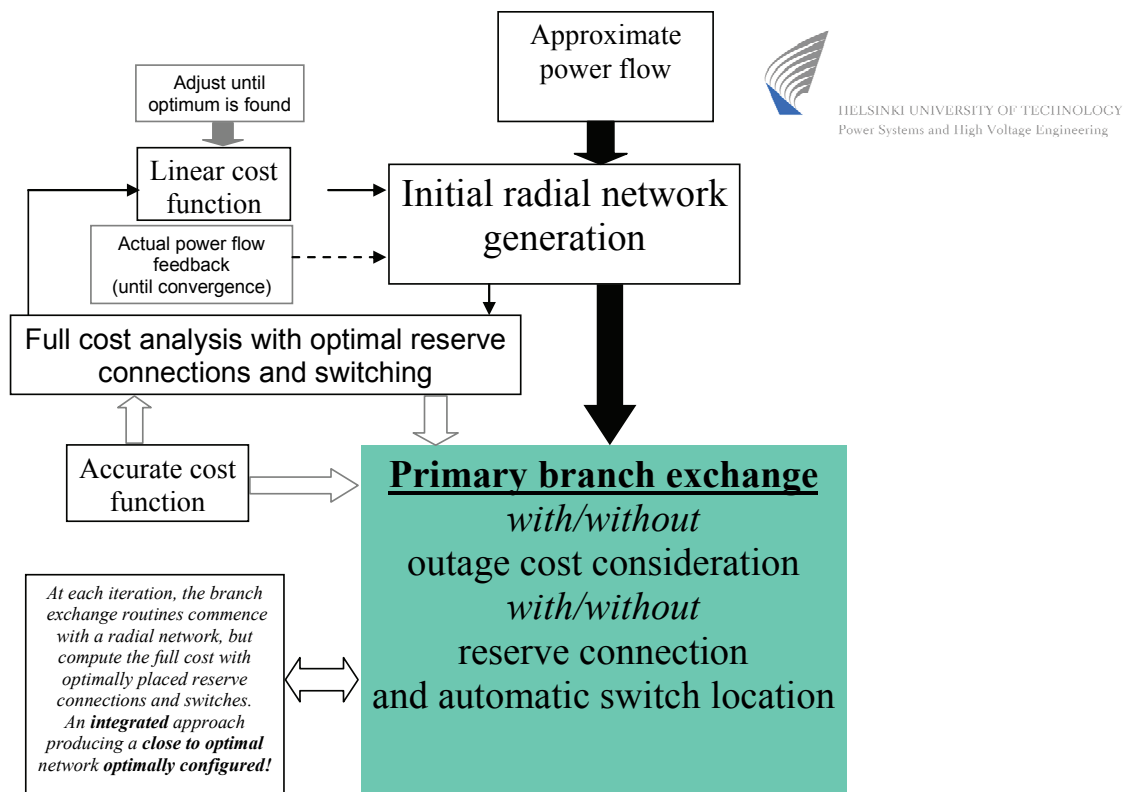 Approximate
power flow
HELSINKI UNIVERSITY OF TECHNOLOGY
Power Systems and High Voltage Engineering
Adjust until
optimum is found
Linear cost
function
Initial radial network
generation
Actual power flow
feedback
(until convergence)
Full cost analysis with optimal reserve
connections and switching
Accurate cost
function
Primary branch exchange
with/without
outage cost consideration
with/without
reserve connection
and automatic switch location
At each iteration, the branch
exchange routines commence
with a radial network, but
compute the full cost with
optimally placed reserve
connections and switches.
An integrated approach
producing a close to optimal
network optimally configured!